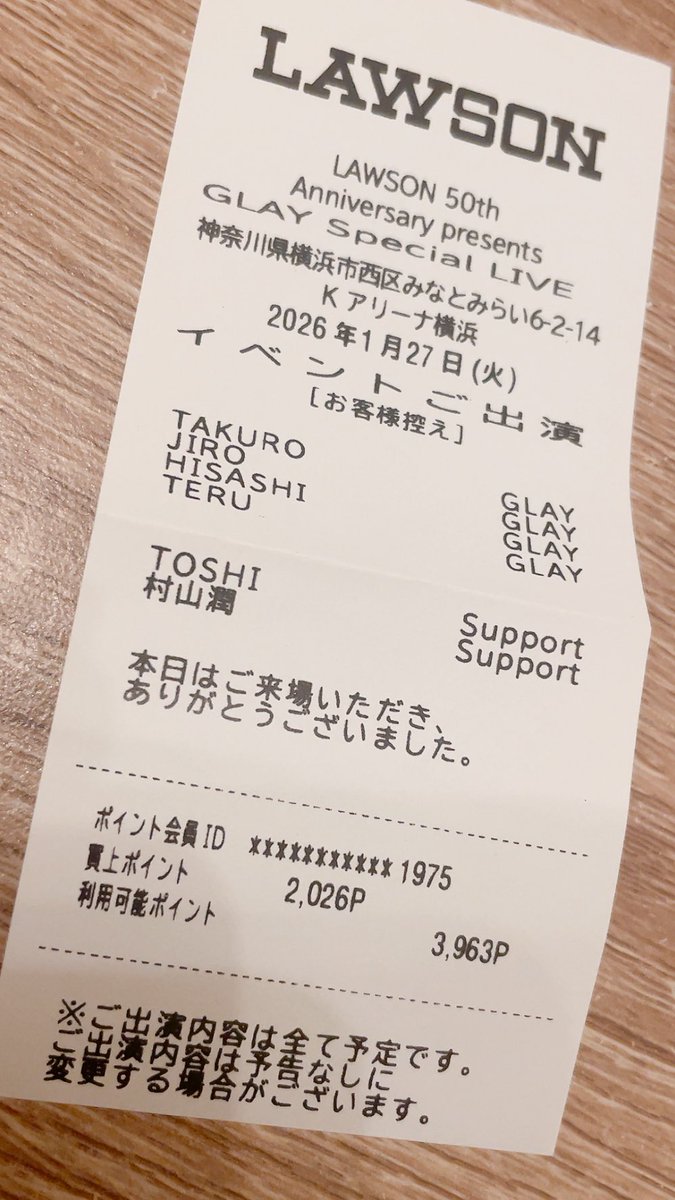 LAWSON
LAWSON 50th
Anniversary presents
GLAY Special LIVE
神奈川県横浜市西区みなとみらい6-2-14
Kアリーナ横浜
2026年1月27日(火)
イベントご出演
[お客様控え]
TAKURO GLAY
JIRO GLAY
HISASHI GLAY
TERU GLAY
TOSHI Support
村山潤 Support
本日はご来場いただき、
ありがとうございました。
ポイント会員ID ***********1975
買上ポイント 2,026P
利用可能ポイント 3,963P
※ご出演内容は全て予定です。
ご出演内容は予告なしに
変更する場合がございます。